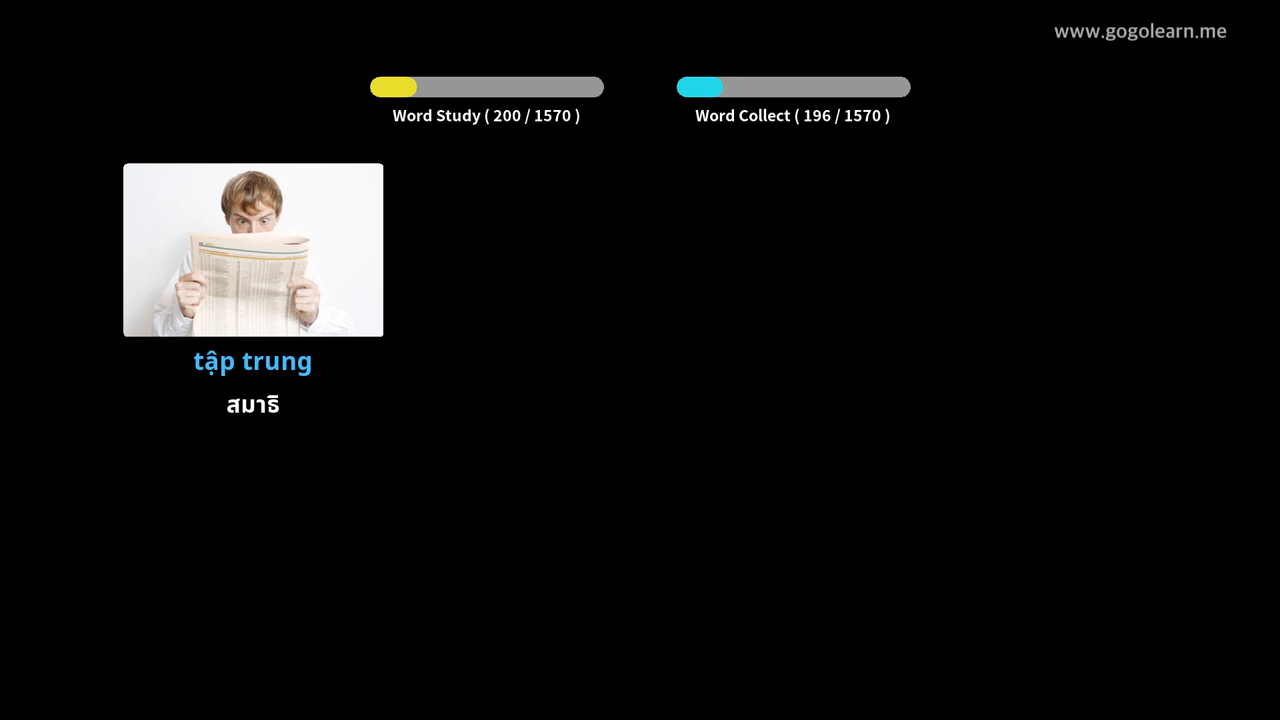 www.gogolearn.me
Word Study ( 200 / 1570 )
Word Collect ( 196 / 1570 )
tập trung
สมาธิ